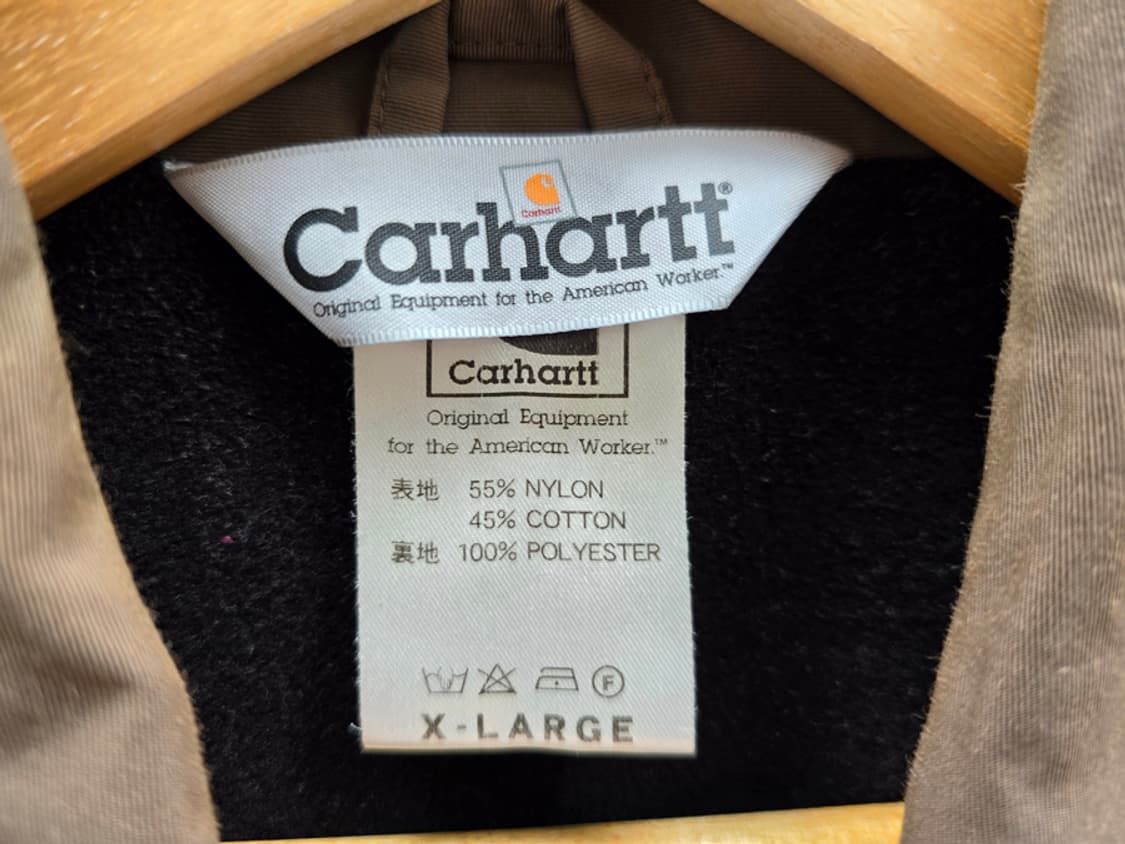 Carhartt
Carhartt®
Original Equipment for the American Worker.™
Carhartt
Original Equipment
for the American Worker.™
表地 55% NYLON
45% COTTON
裏地 100% POLYESTER
F
X-LARGE